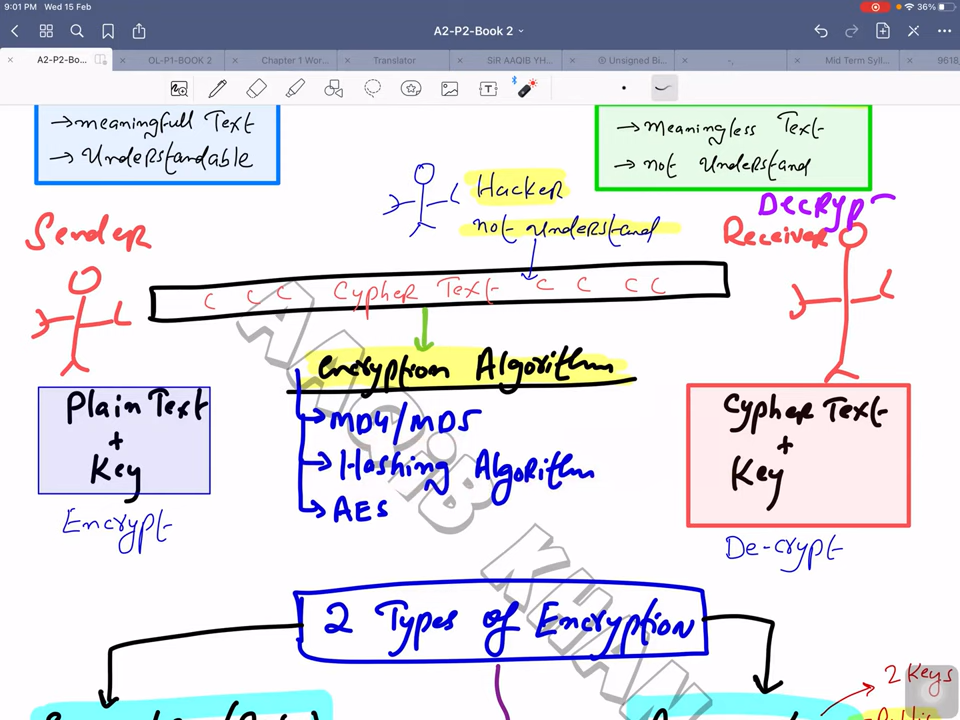 9:01 PM Wed 15 Feb
36%
A2-P2-Book 2
A2-P2-Bo...
OL-P1-BOOK 2
Chapter 1 Wor...
Translator
SIR AAQIB YH...
Unsigned Bi...
Mid Term Syll...
9618
→ meaningfull Text
→ Understandable
→ Meaningless Text
→ not Understand
Hacker
not understand
Decryp
Sender
Receiver
C C C Cypher Text C C C C
Encryption Algorithm
→ MD4/MD5
→ Hashing Algorithm
→ AES
Plain Text
+
Key
Encrypt
Cypher Text
+
Key
De-crypt
AAQIB KHAN
2 Types of Encryption
2 Keys